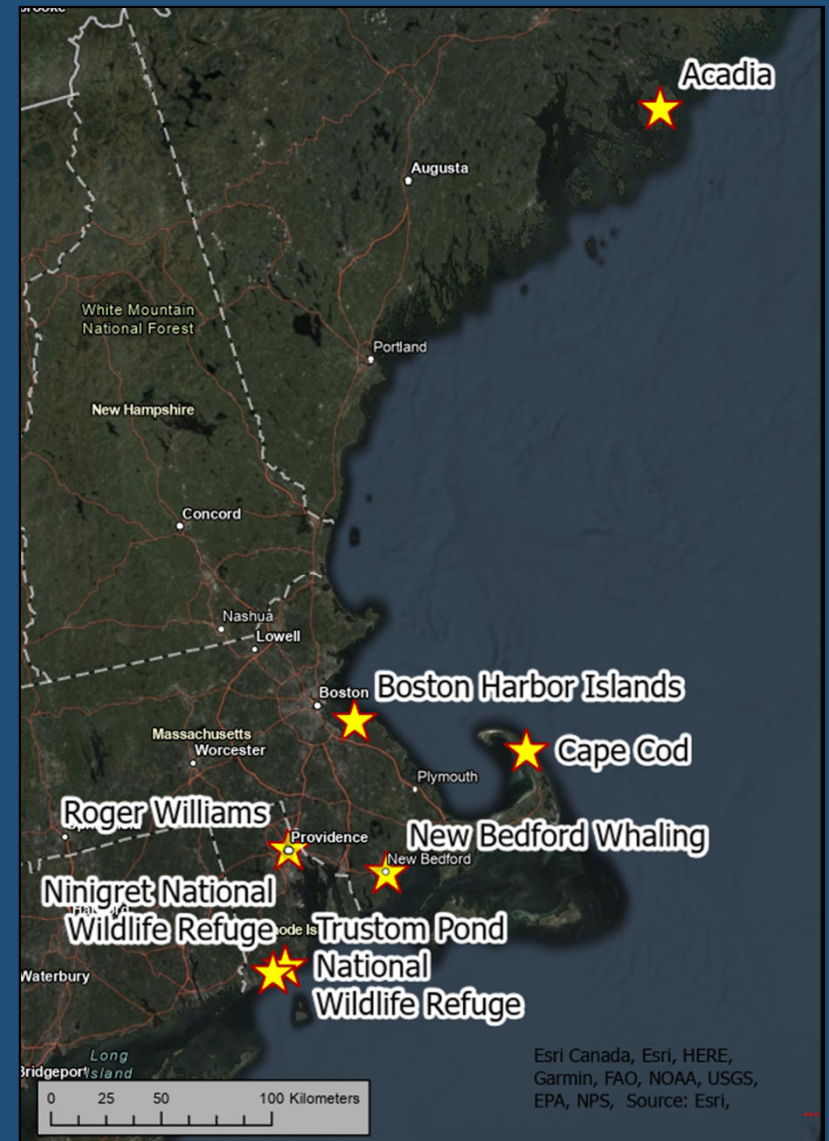 Acadia
Augusta
White Mountain
National Forest
Portland
New Hampshire
Concord
Nashua
Lowell
Boston
Boston Harbor Islands
Massachusetts
Worcester
Cape Cod
Plymouth
Roger Williams
Providence
New Bedford Whaling
New Bedford
Ninigret National
Wildlife Refuge
Trustom Pond
National
Wildlife Refuge
Waterbury
Long
Island
Bridgeport
Esri Canada, Esri, HERE,
Garmin, FAO, NOAA, USGS,
EPA, NPS, Source: Esri,
0 25 50 100 Kilometers
...